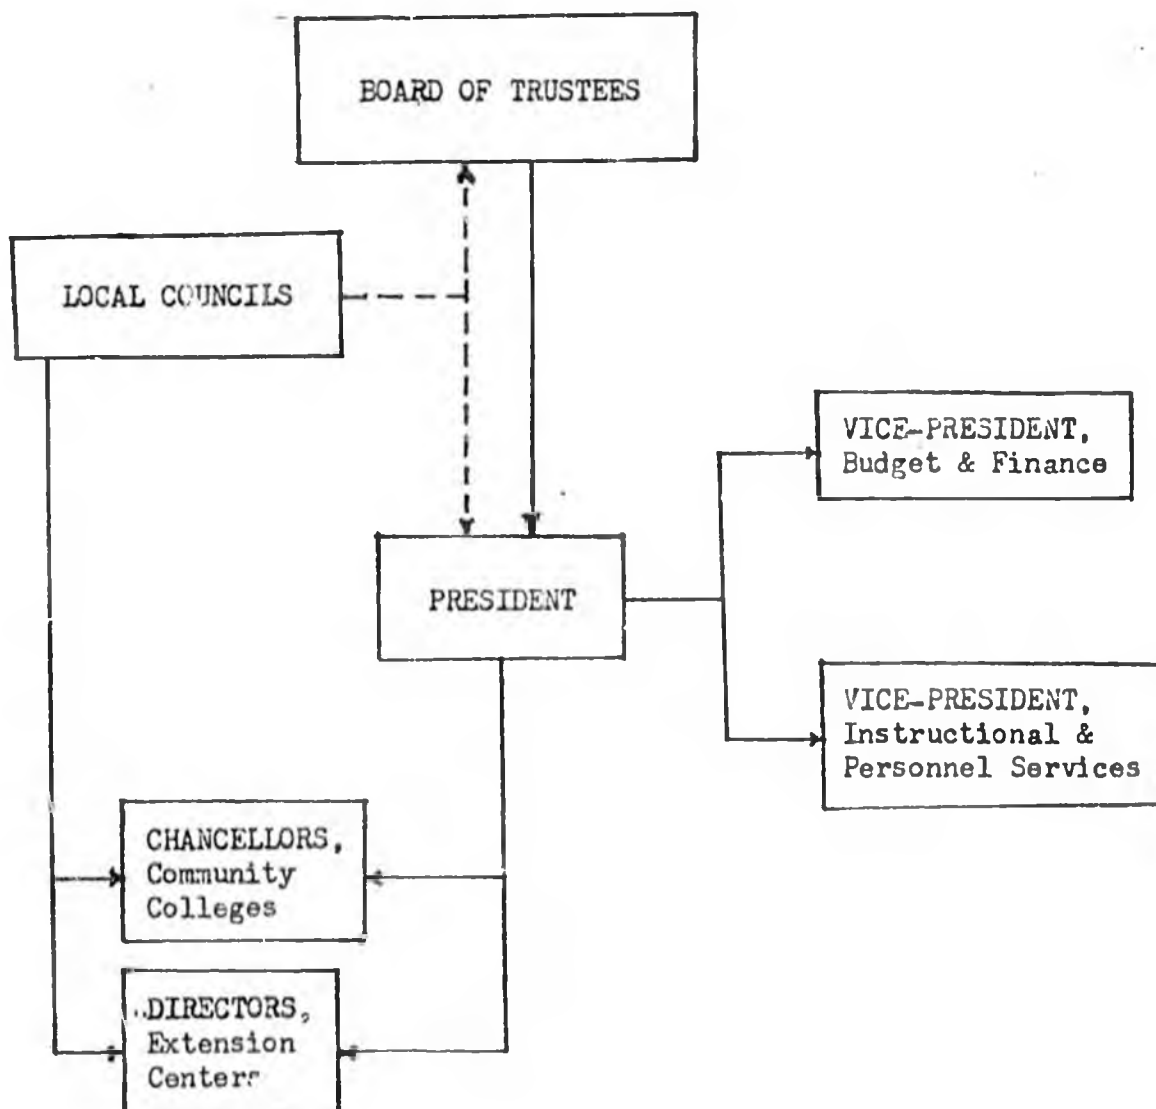 BOARD OF TRUSTEES
LOCAL COUNCILS
VICE-PRESIDENT,
Budget & Finance
PRESIDENT
VICE-PRESIDENT,
Instructional &
Personnel Services
CHANCELLORS,
Community
Colleges
DIRECTORS,
Extension
Centers